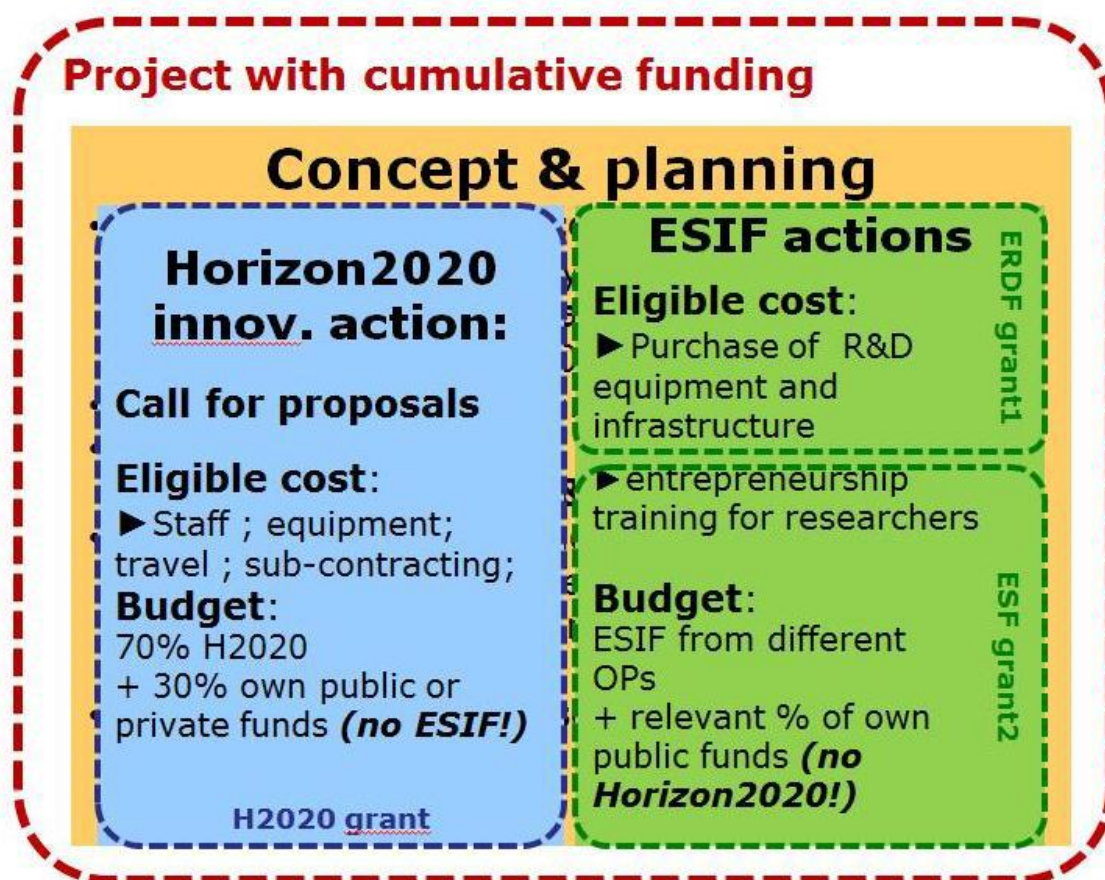 Project with cumulative funding
Concept & planning
Horizon2020
innov. action:
Call for proposals
Eligible cost:
►Staff ; equipment;
travel ; sub-contracting;
Budget:
70% H2020
+ 30% own public or
private funds (no ESIF!)
H2020 grant
ESIF actions
Eligible cost:
►Purchase of  R&D
equipment and
infrastructure
ERDF grant1
►entrepreneurship
training for researchers
Budget:
ESIF from different
OPs
+ relevant % of own
public funds (no
Horizon2020!)
ESF grant2